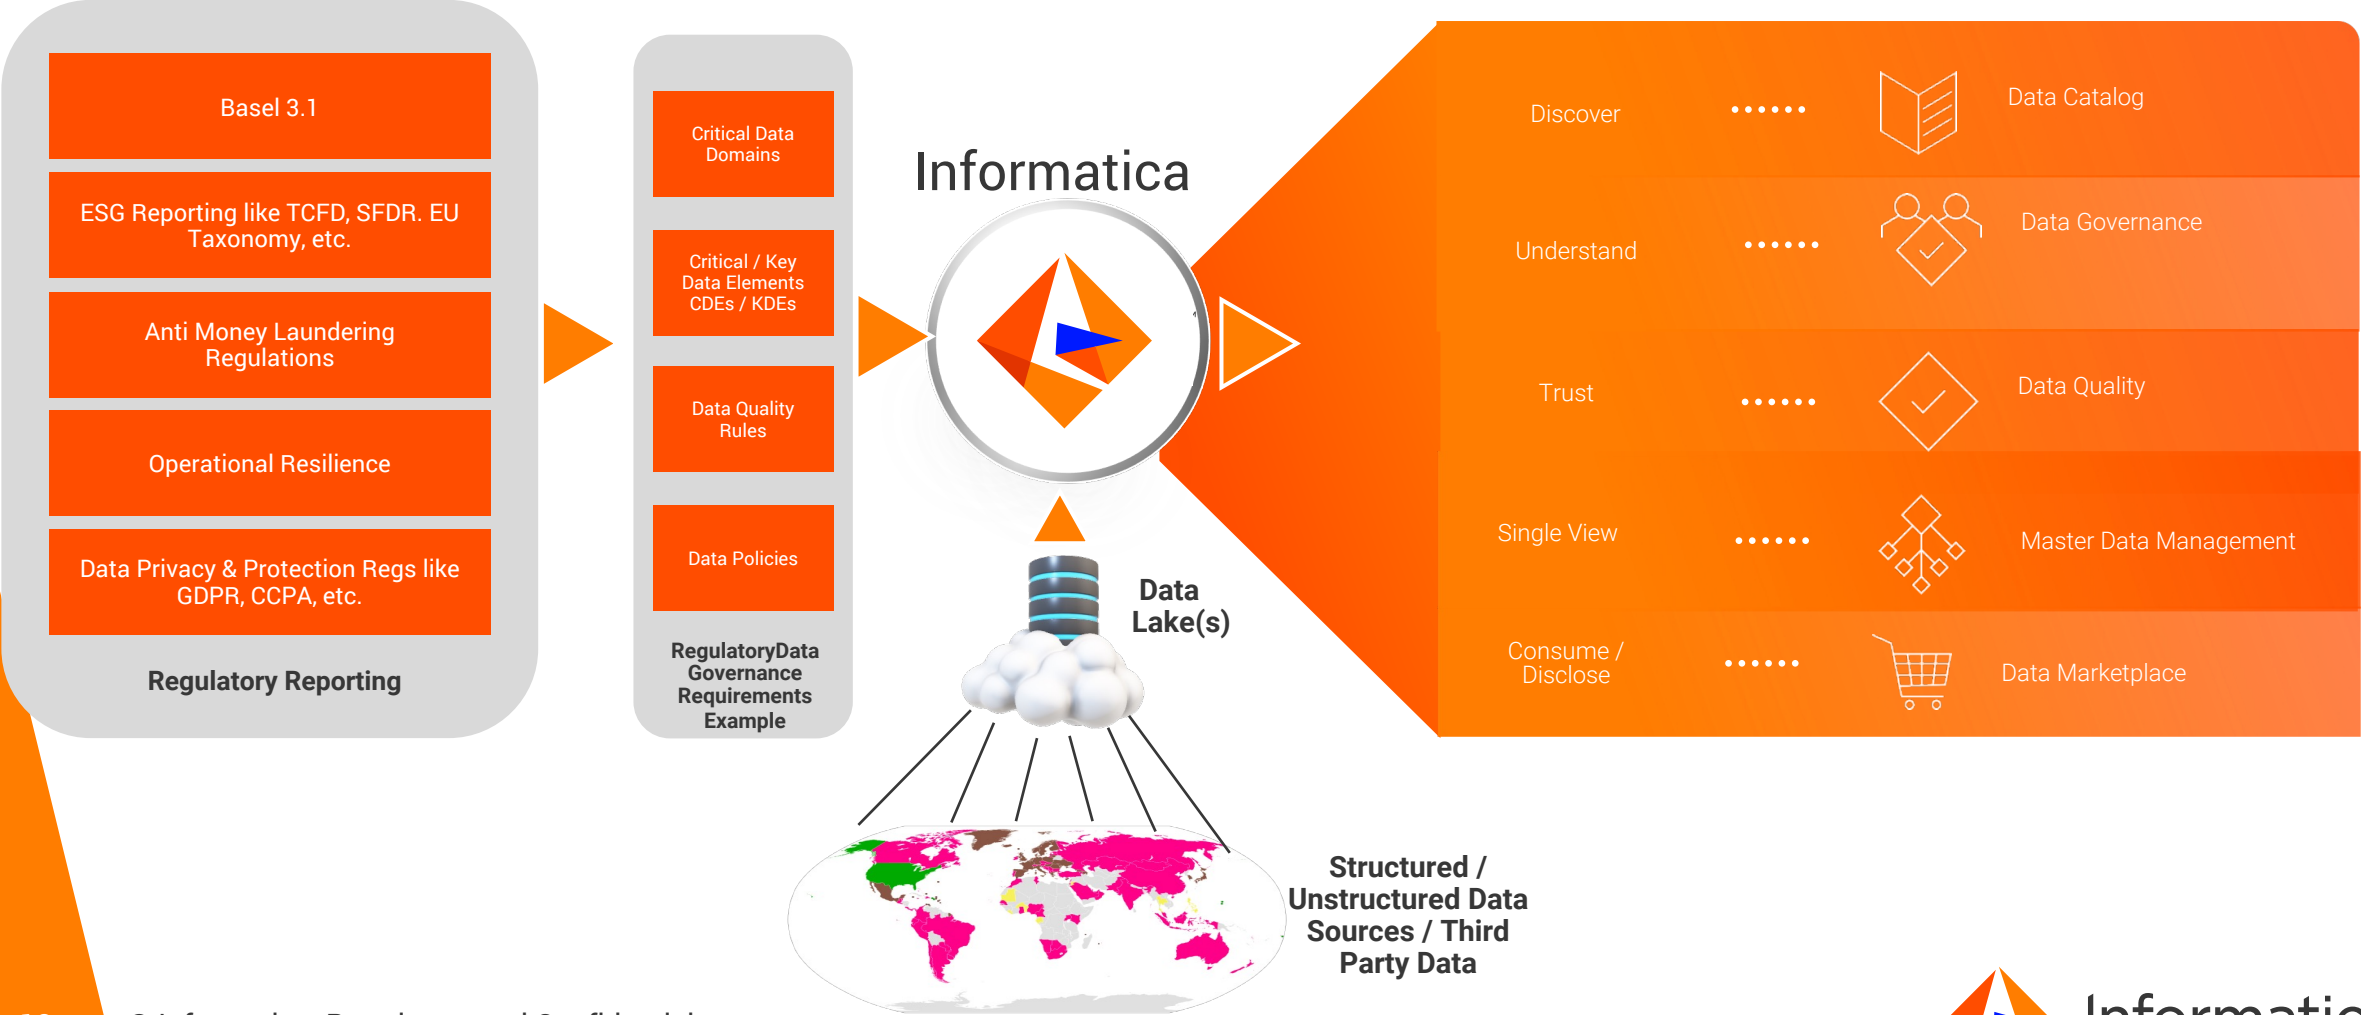 Basel 3.1
ESG Reporting like TCFD, SFDR. EU
Taxonomy, etc.
Anti Money Laundering
Regulations
Operational Resilience
Data Privacy & Protection Regs like
GDPR, CCPA, etc.
Regulatory Reporting
Critical Data
Domains
Critical / Key
Data Elements
CDEs / KDEs
Data Quality
Rules
Data Policies
RegulatoryData
Governance
Requirements
Example
Informatica
Data
Lake(s)
Structured /
Unstructured Data
Sources / Third
Party Data
Discover
Data Catalog
Understand
Data Governance
Trust
Data Quality
Single View
Master Data Management
Consume /
Disclose
Data Marketplace